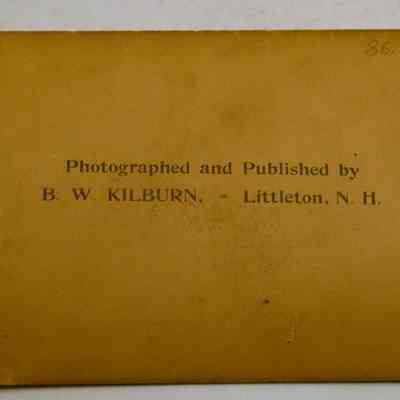 86.
Photographed and Published by
B. W. KILBURN, - Littleton, N. H.